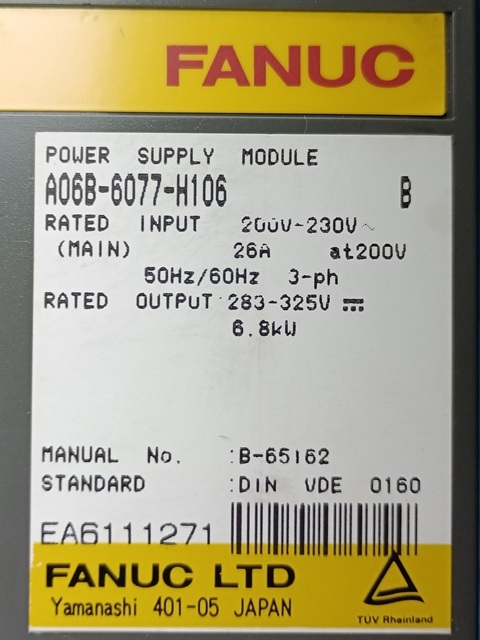 FANUC
POWER SUPPLY MODULE
A06B-6077-H106 B
RATED INPUT 200V-230V~
(MAIN) 26A at200V
50Hz/60Hz 3-ph
RATED OUTPUT 283-325V ⎓
6.8kW
MANUAL No. :B-65162
STANDARD :DIN VDE 0160
EA6111271
FANUC LTD
Yamanashi 401-05 JAPAN
TÜV Rheinland